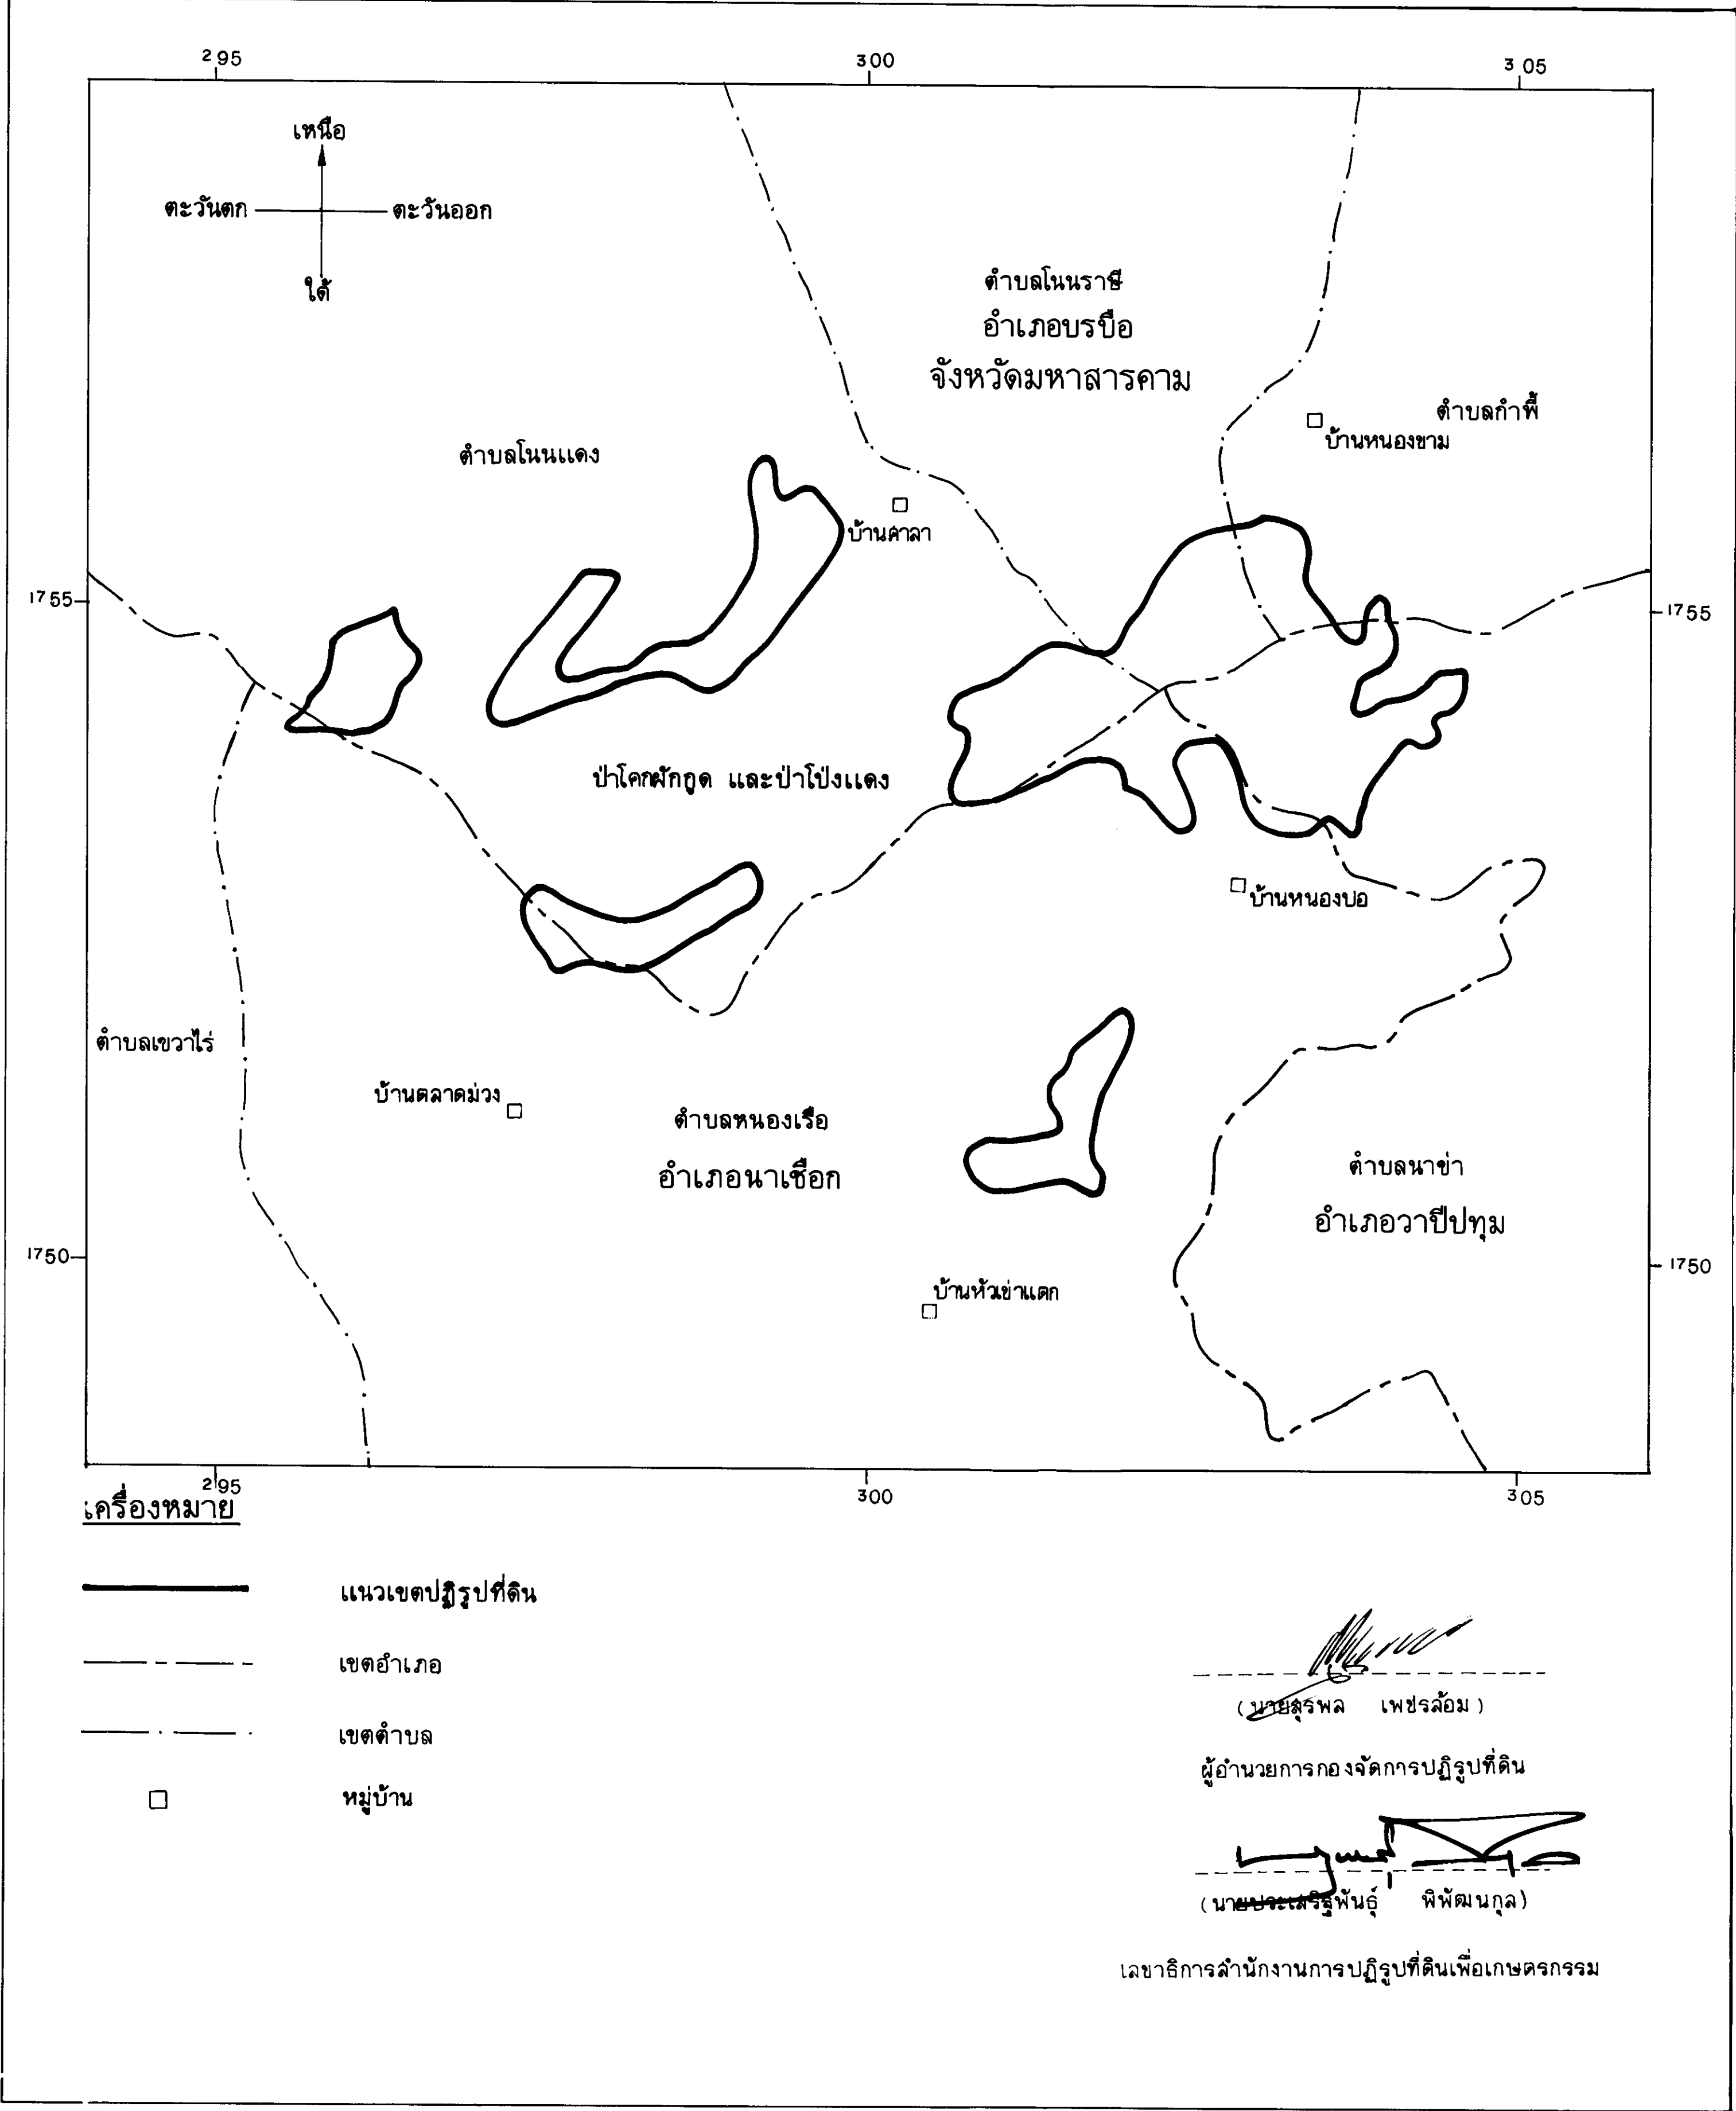 295 300 305
เหนือ
ตะวันตก ตะวันออก
ใต้
ตำบลโนนราษี
อำเภอบรบือ
จังหวัดมหาสารคาม
ตำบลกำพี้
บ้านหนองขาม
ตำบลโนนแดง
บ้านศาลา
1755 1755
ป่าโคกผักกูด และป่าโป่งแดง
บ้านหนองปอ
ตำบลเขวาไร่
บ้านตลาดม่วง
ตำบลหนองเรือ
อำเภอนาเชือก
ตำบลนาข่า
อำเภอวาปีปทุม
1750 1750
บ้านหัวเข่าแตก
295 300 305
เครื่องหมาย
แนวเขตปฏิรูปที่ดิน
เขตอำเภอ
เขตตำบล
หมู่บ้าน
(นายสุรพล เพชรล้อม)
ผู้อำนวยการกองจัดการปฏิรูปที่ดิน
(นายประเสริฐพันธุ์ พิพัฒนกุล)
เลขาธิการสำนักงานการปฏิรูปที่ดินเพื่อเกษตรกรรม